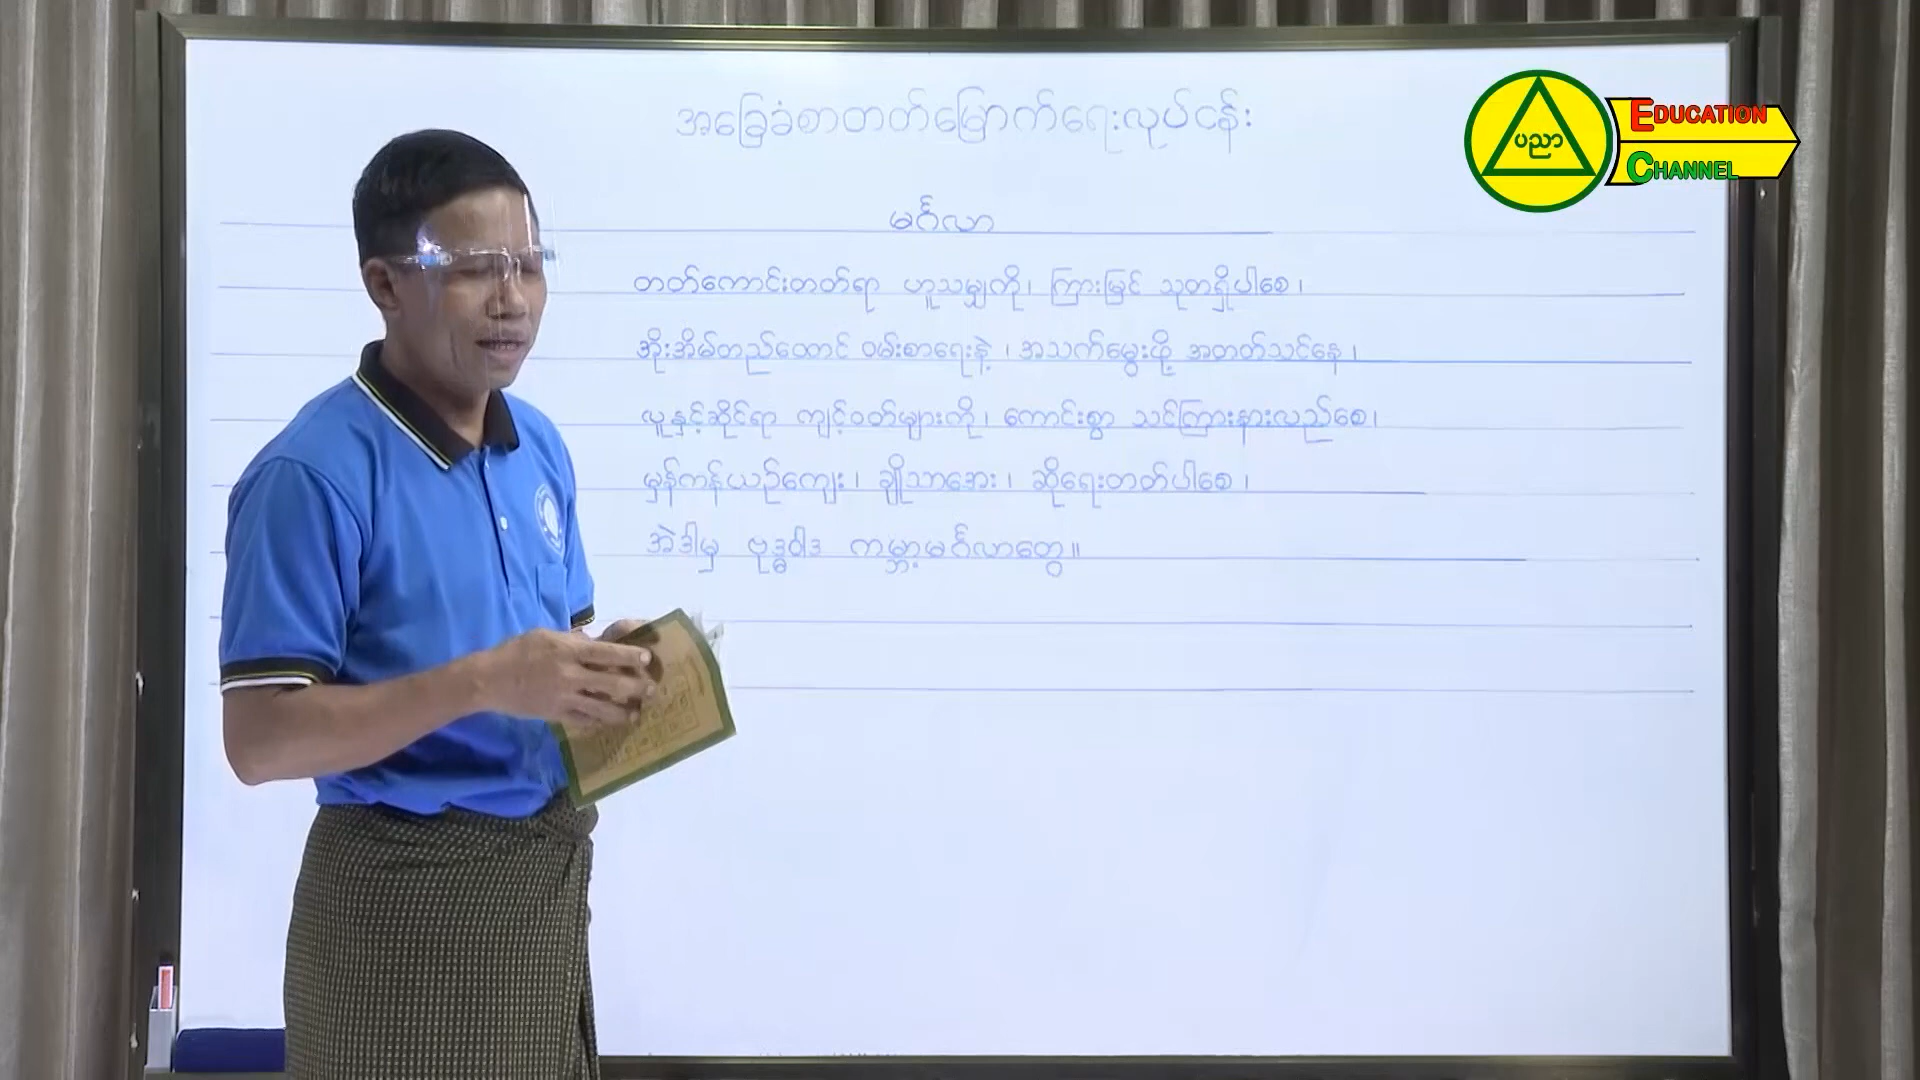 အခြေခံစာတတ်မြောက်ရေးလုပ်ငန်း
ပညာ
EDUCATION
CHANNEL
မင်္ဂလာ
တတ်ကောင်းတတ်ရာ ဟူသမျှကို၊ ကြားမြင် သုတရှိပါစေ၊
အိုးအိမ်တည်ထောင် ဝမ်းစာရေးနဲ့ ၊ အသက်မွေးဖို့ အတတ်သင်နေ ၊
လူနှင့်ဆိုင်ရာ ကျင့်ဝတ်များကို၊ ကောင်းစွာ သင်ကြားနားလည်စေ၊
မှန်ကန်ယဉ်ကျေး ၊ ချိုသာအေး ၊ ဆိုရေးတတ်ပါစေ ၊
အဲဒါမှ ဗုဒ္ဓဝါဒ ကမ္ဘာ့မင်္ဂလာတွေ။